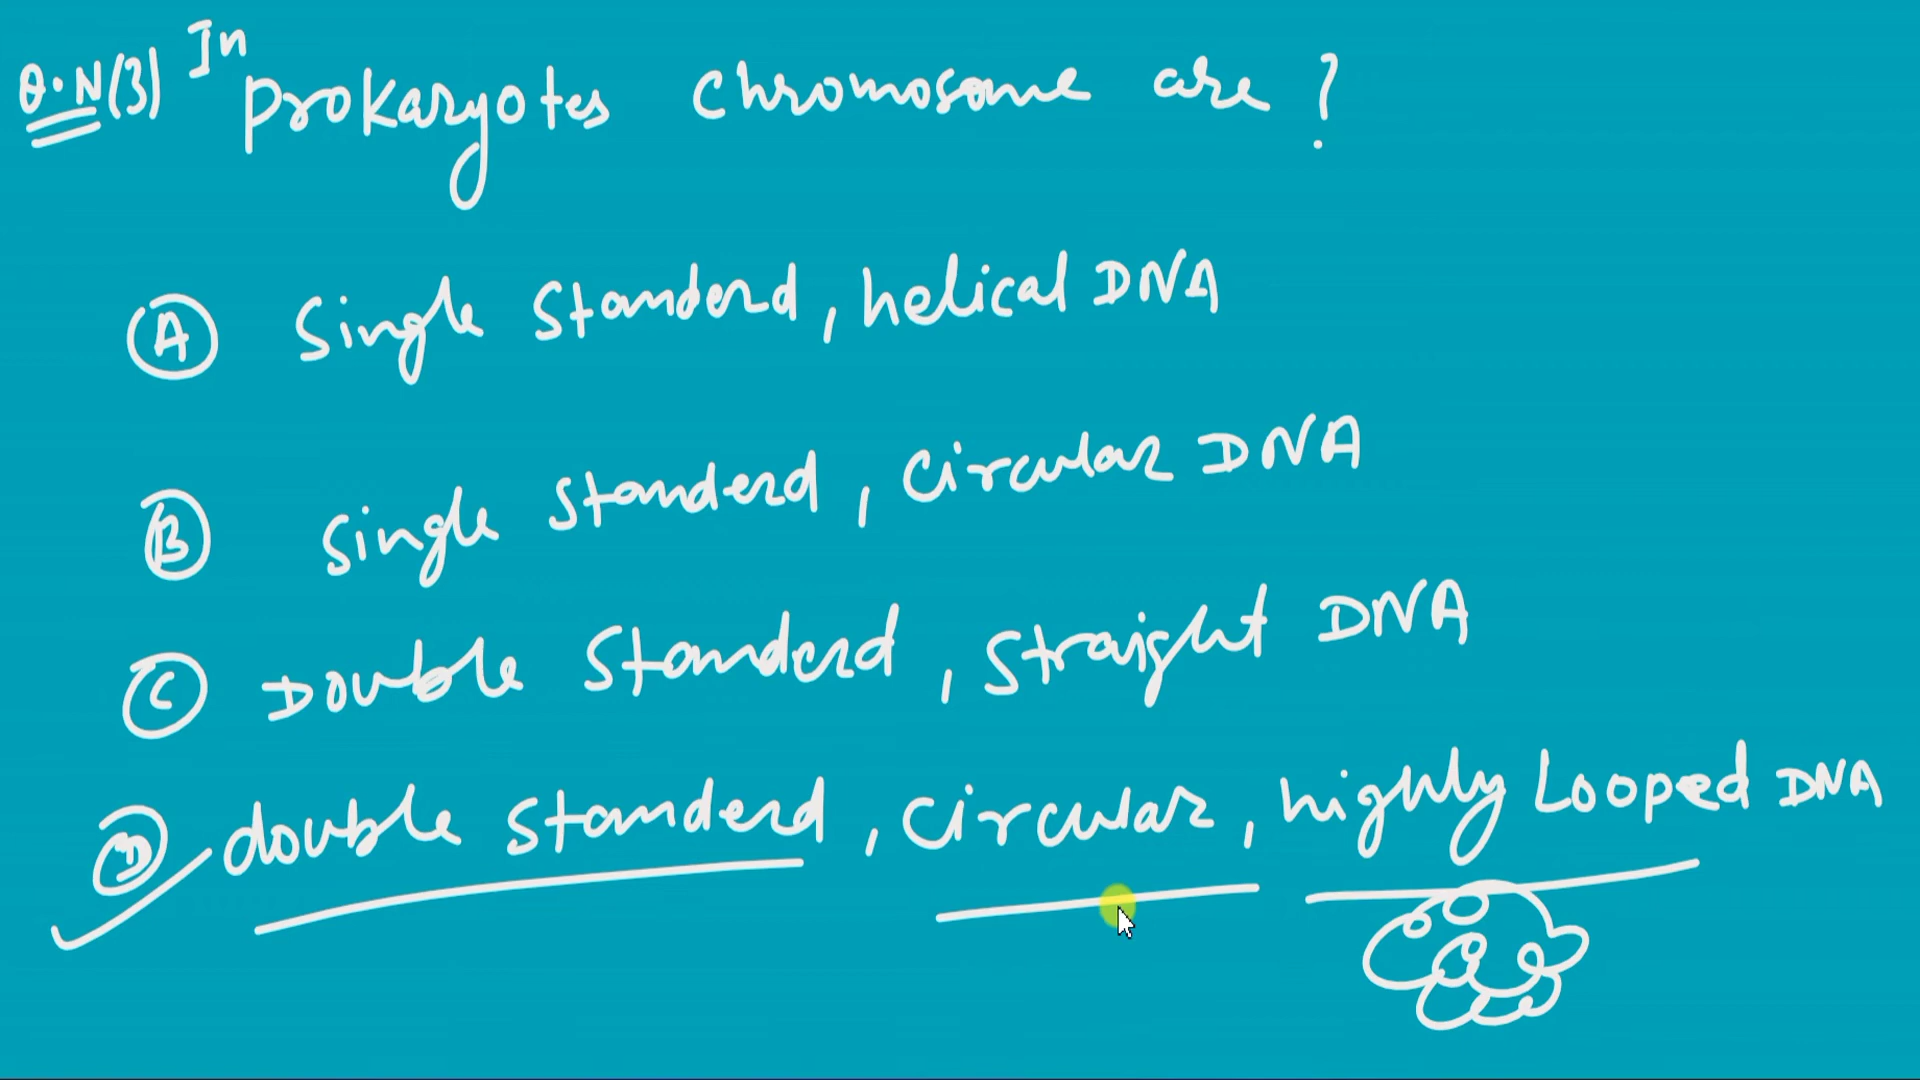 Q.N(3) In prokaryotes chromosome are ?
(A) Single Standerd, helical DNA
(B) Single Standerd, Circular DNA
(C) Double Standerd, Straight DNA
(D) double Standerd, Circular, highly Looped DNA